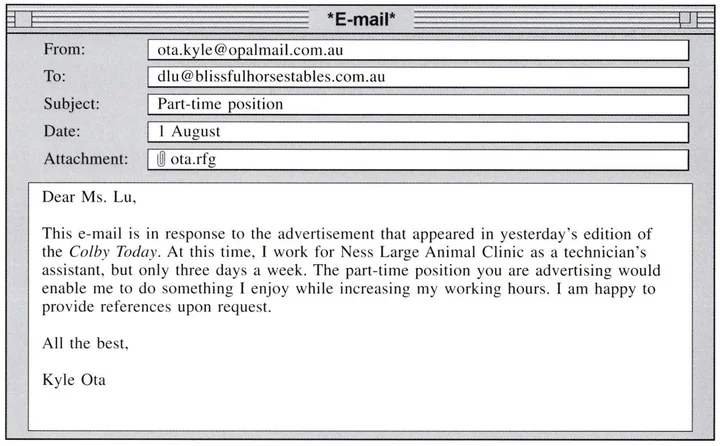 *E-mail*
From: ota.kyle@opalmail.com.au
To: dlu@blissfulhorsestables.com.au
Subject: Part-time position
Date: 1 August
Attachment: ota.rfg
Dear Ms. Lu,
This e-mail is in response to the advertisement that appeared in yesterday's edition of
the Colby Today. At this time, I work for Ness Large Animal Clinic as a technician's
assistant, but only three days a week. The part-time position you are advertising would
enable me to do something I enjoy while increasing my working hours. I am happy to
provide references upon request.
All the best,
Kyle Ota